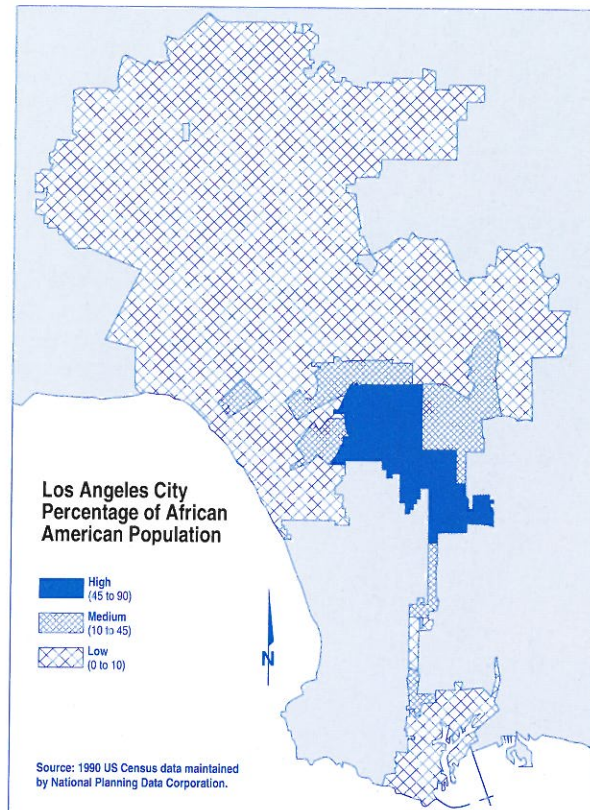 Los Angeles City
Percentage of African
American Population
High
(45 to 90)
Medium
(10 to 45)
Low
(0 to 10)
N
Source: 1990 US Census data maintained
by National Planning Data Corporation.